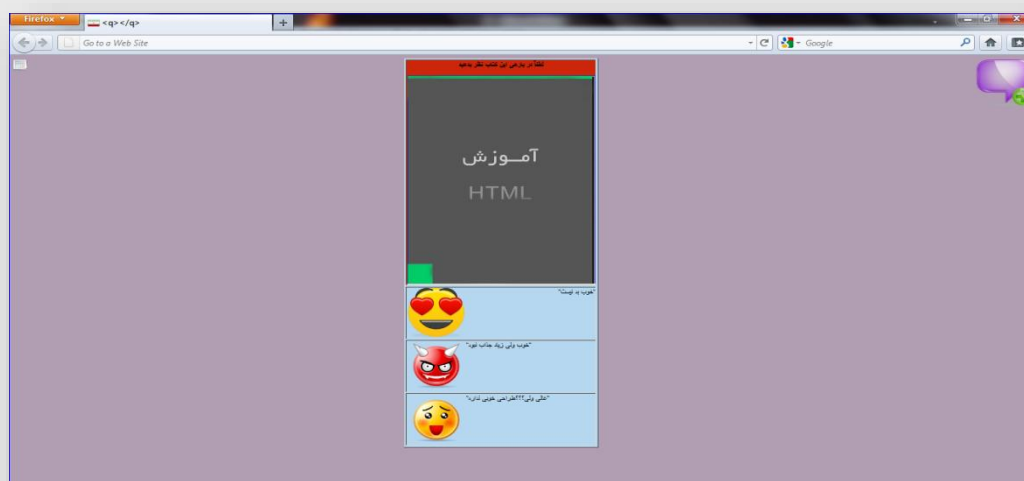 Firefox
<q></q>
Go to a Web Site
Google
لطفاً در مارخی این کتاب نظر بدهید
آمــوزش
HTML
"خوب بد نیست"
"خوب ولی زیاد جذاب نبود"
"عالی ولی؟؟؟طراحی خوبی نداره"